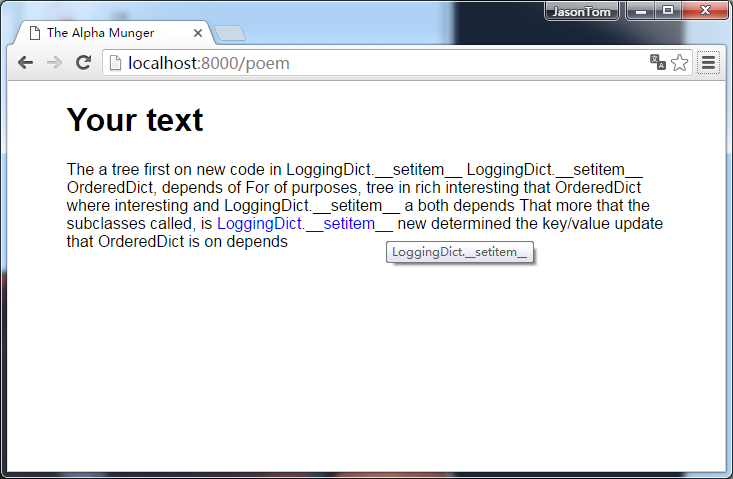 JasonTom
The Alpha Munger
localhost:8000/poem
Your text
The a tree first on new code in LoggingDict.__setitem__ LoggingDict.__setitem__
OrderedDict, depends of For of purposes, tree in rich interesting that OrderedDict
where interesting and LoggingDict.__setitem__ a both depends That more that the
subclasses called, is LoggingDict.__setitem__ new determined the key/value update
that OrderedDict is on depends
LoggingDict.__setitem__